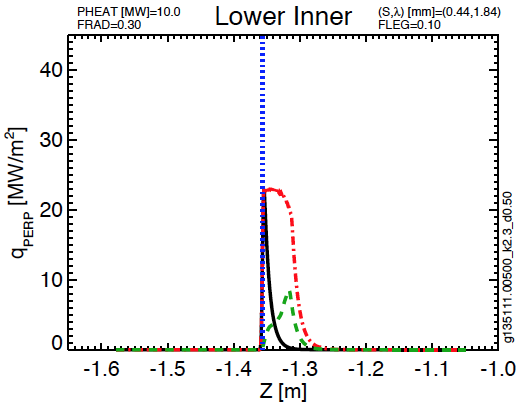 PHEAT [MW]=10.0
FRAD=0.30
Lower Inner
(S,λ) [mm]=(0.44,1.84)
FLEG=0.10
40
30
20
10
0
qPERP [MW/m²]
-1.6
-1.5
-1.4
-1.3
-1.2
-1.1
-1.0
Z [m]
g135111.00500_k2.3_d0.50